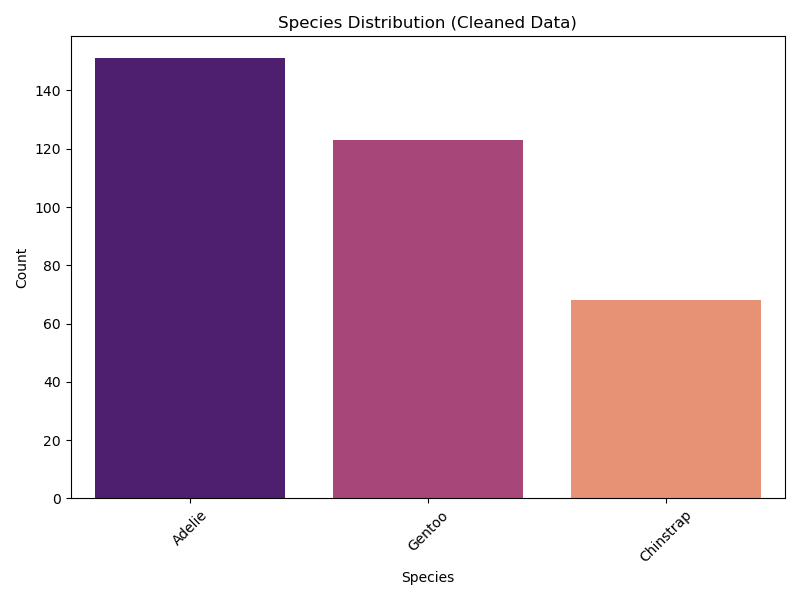 Species Distribution (Cleaned Data)
Count
140
120
100
80
60
40
20
0
Adelie
Gentoo
Chinstrap
Species